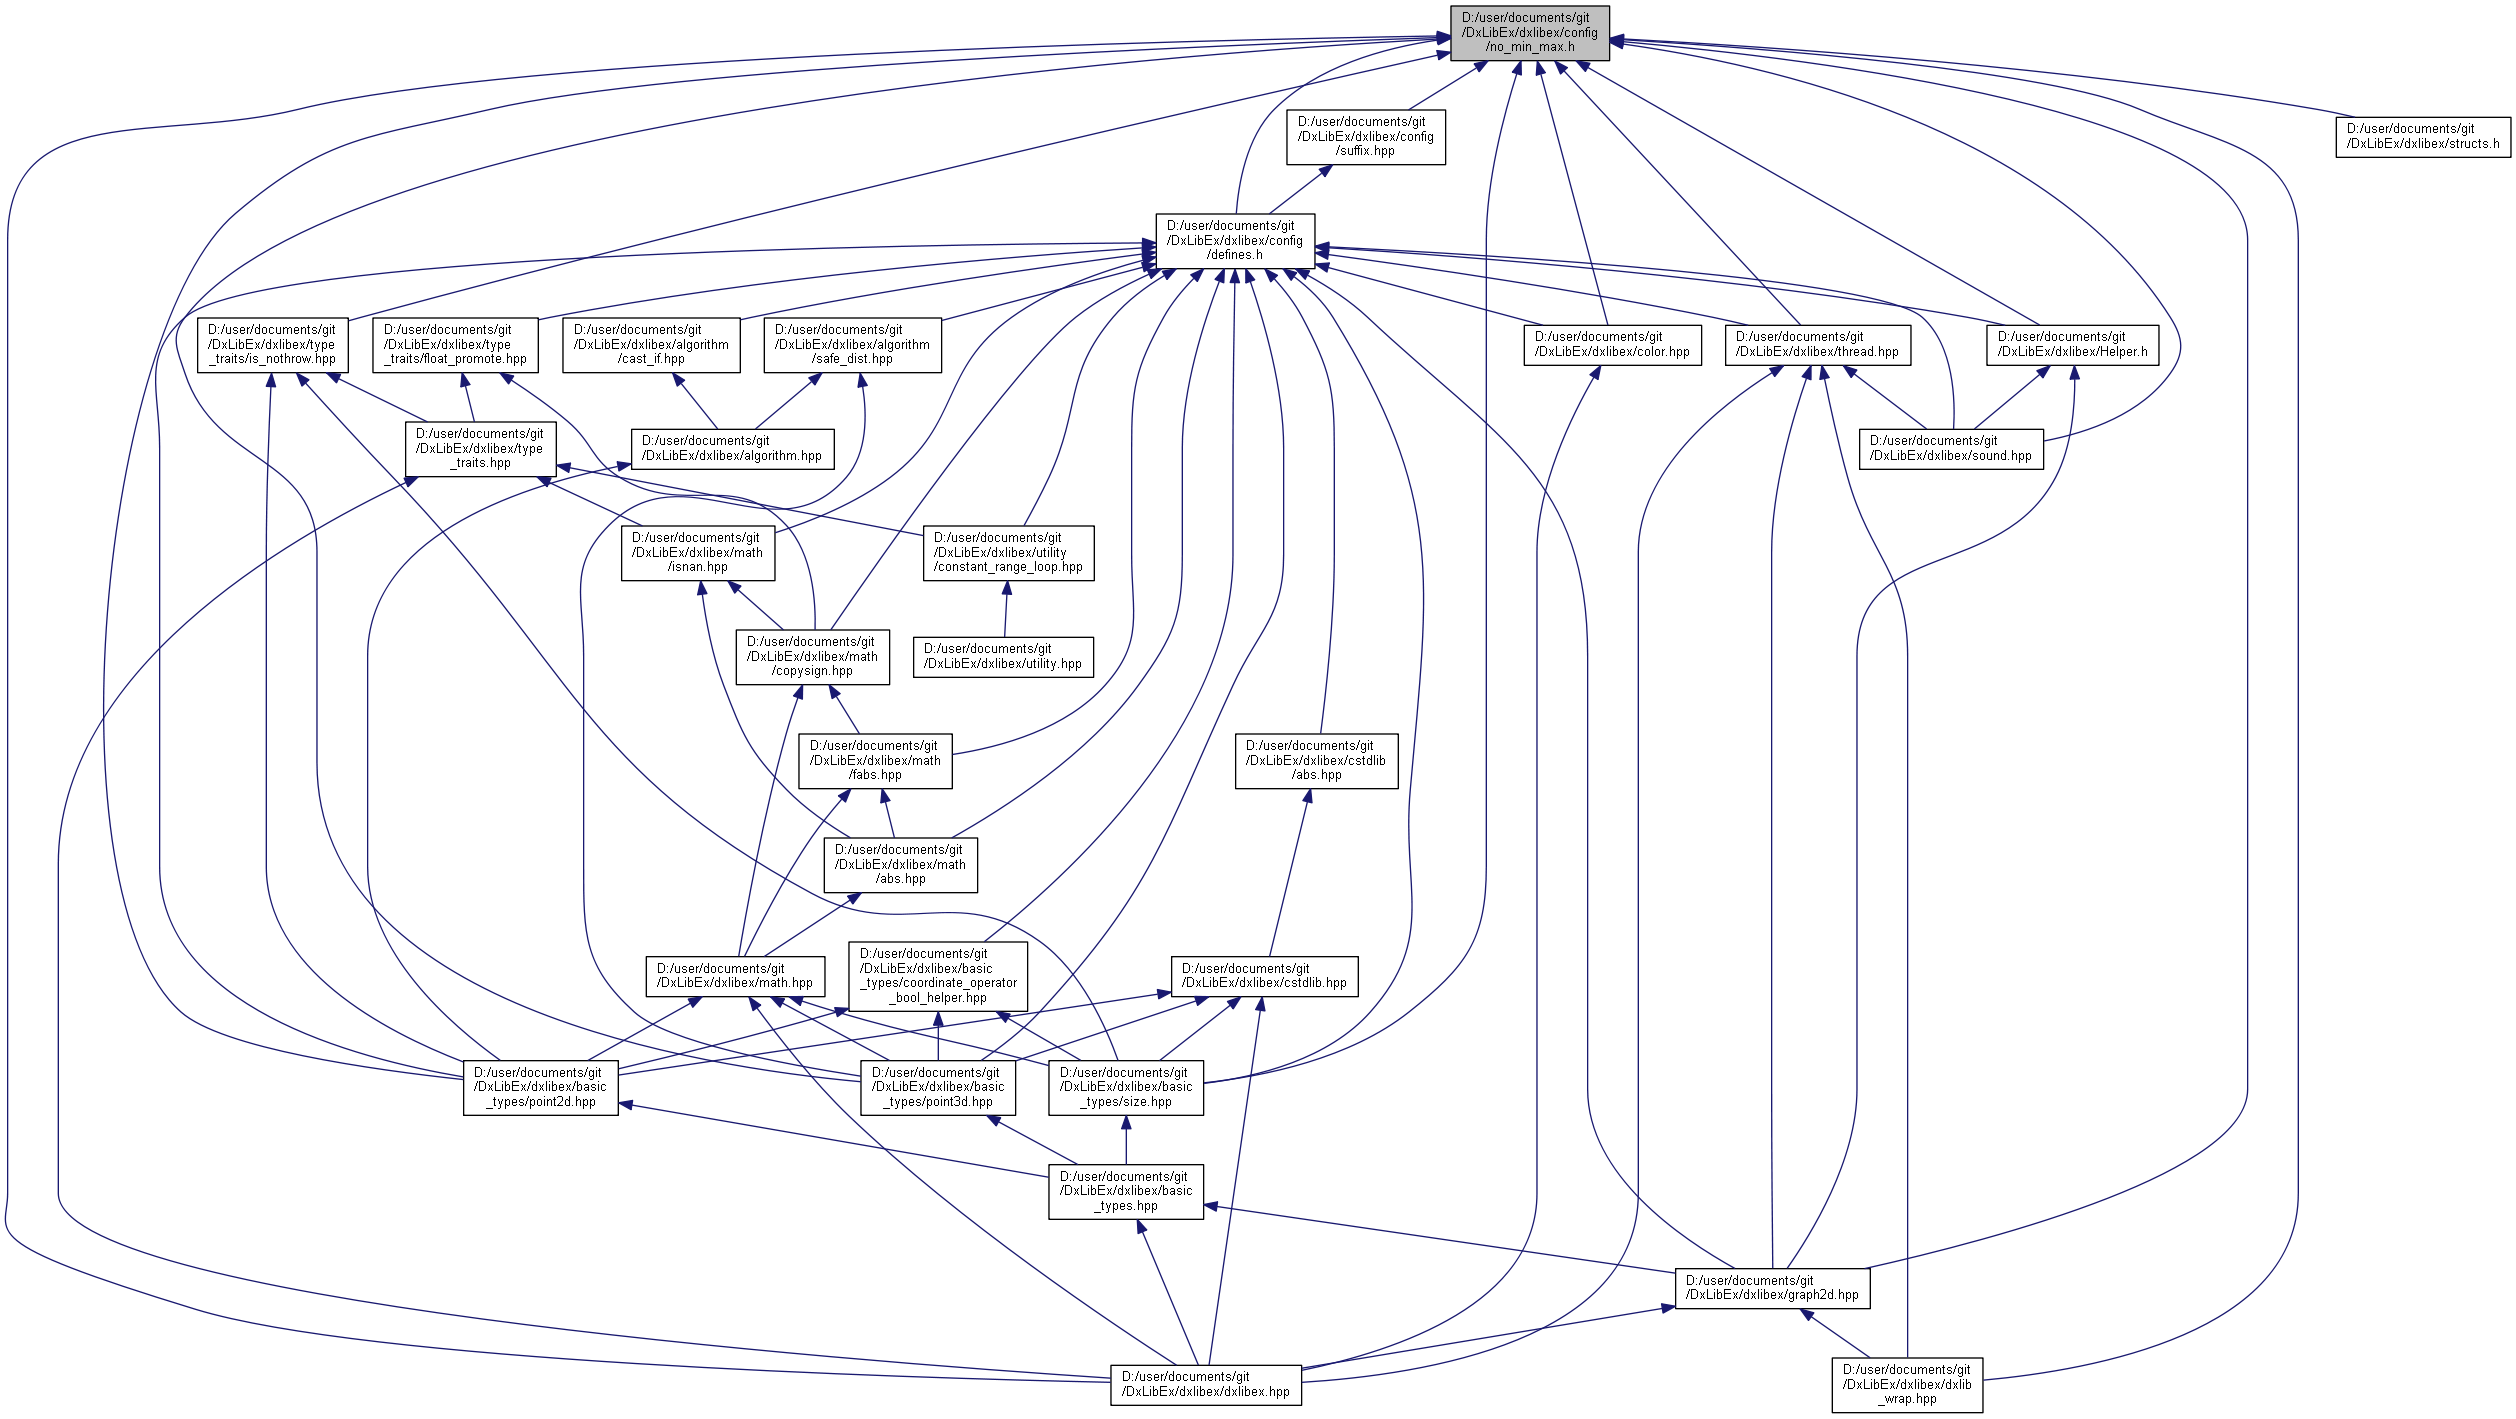 D:/user/documents/git
/DxLibEx/dxlibex/config
/no_min_max.h
D:/user/documents/git
/DxLibEx/dxlibex/config
/suffix.hpp
D:/user/documents/git
/DxLibEx/dxlibex/structs.h
D:/user/documents/git
/DxLibEx/dxlibex/config
/defines.h
D:/user/documents/git
/DxLibEx/dxlibex/type
_traits/is_nothrow.hpp
D:/user/documents/git
/DxLibEx/dxlibex/type
_traits/float_promote.hpp
D:/user/documents/git
/DxLibEx/dxlibex/algorithm
/cast_if.hpp
D:/user/documents/git
/DxLibEx/dxlibex/algorithm
/safe_dist.hpp
D:/user/documents/git
/DxLibEx/dxlibex/color.hpp
D:/user/documents/git
/DxLibEx/dxlibex/thread.hpp
D:/user/documents/git
/DxLibEx/dxlibex/Helper.h
D:/user/documents/git
/DxLibEx/dxlibex/type
_traits.hpp
D:/user/documents/git
/DxLibEx/dxlibex/algorithm.hpp
D:/user/documents/git
/DxLibEx/dxlibex/sound.hpp
D:/user/documents/git
/DxLibEx/dxlibex/math
/isnan.hpp
D:/user/documents/git
/DxLibEx/dxlibex/utility
/constant_range_loop.hpp
D:/user/documents/git
/DxLibEx/dxlibex/math
/copysign.hpp
D:/user/documents/git
/DxLibEx/dxlibex/utility.hpp
D:/user/documents/git
/DxLibEx/dxlibex/math
/fabs.hpp
D:/user/documents/git
/DxLibEx/dxlibex/cstdlib
/abs.hpp
D:/user/documents/git
/DxLibEx/dxlibex/math
/abs.hpp
D:/user/documents/git
/DxLibEx/dxlibex/math.hpp
D:/user/documents/git
/DxLibEx/dxlibex/basic
_types/coordinate_operator
_bool_helper.hpp
D:/user/documents/git
/DxLibEx/dxlibex/cstdlib.hpp
D:/user/documents/git
/DxLibEx/dxlibex/basic
_types/point2d.hpp
D:/user/documents/git
/DxLibEx/dxlibex/basic
_types/point3d.hpp
D:/user/documents/git
/DxLibEx/dxlibex/basic
_types/size.hpp
D:/user/documents/git
/DxLibEx/dxlibex/basic
_types.hpp
D:/user/documents/git
/DxLibEx/dxlibex/graph2d.hpp
D:/user/documents/git
/DxLibEx/dxlibex/dxlibex.hpp
D:/user/documents/git
/DxLibEx/dxlibex/dxlib
_wrap.hpp